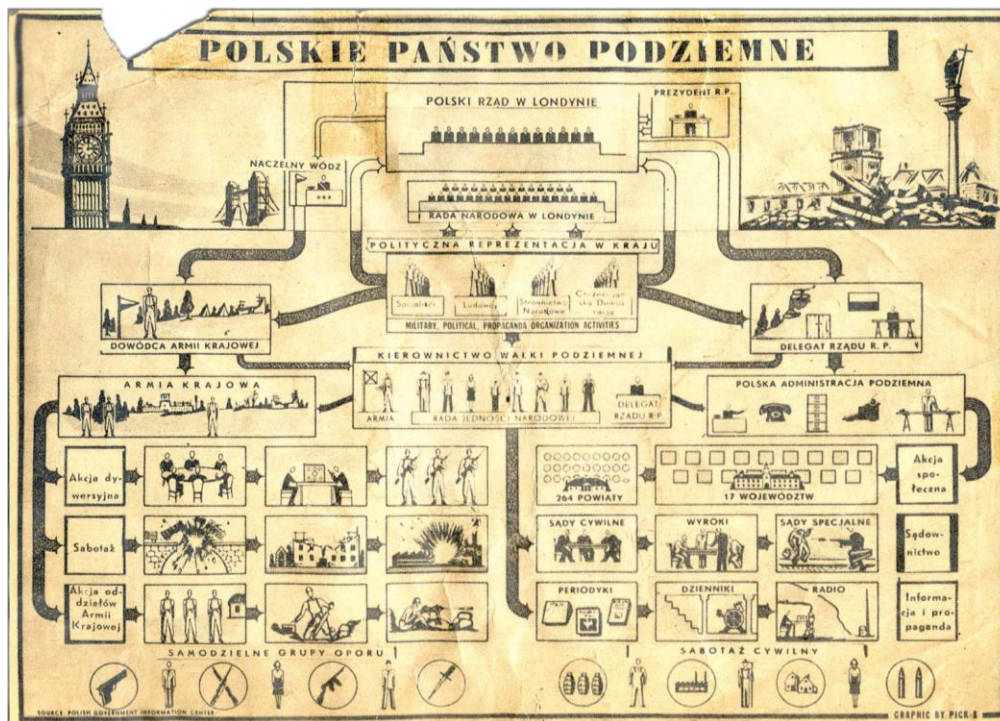 POLSKIE PAŃSTWO PODZIEMNE
POLSKI RZĄD W LONDYNIE
PREZYDENT R.P.
NACZELNY WÓDZ
RADA NARODOWA W LONDYNIE
POLITYCZNA REPREZENTACJA W KRAJU
Socjaliści
Ludowcy
Stronnictwo
Narodowe
Chrześcijań-
ska Demok
racja
MILITARY, POLITICAL, PROPAGANDA ORGANIZATION ACTIVITIES
DOWÓDCA ARMII KRAJOWEJ
DELEGAT RZĄDU R. P.
KIEROWNICTWO WALKI PODZIEMNEJ
ARMIA
RADA JEDNOŚCI NARODOWEJ
DELEGAT
RZĄDU R P
ARMIA KRAJOWA
POLSKA ADMINISTRACJA PODZIEMNA
Akcja dy-
wersyjna
264 POWIATY
17 WOJEWÓDZTW
Akcja spo-
łeczna
Sabotaż
SĄDY CYWILNE
WYROKI
SĄDY SPECJALNE
Sądow-
nictwo
Akcja od-
działów
Armii
Krajowej
PERIODYKI
DZIENNIKI
RADIO
Informa-
cja i pro-
paganda
SAMODZIELNE GRUPY OPORU
SABOTAŻ CYWILNY
SOURCE POLISH GOVERNMENT INFORMATION CENTER
GRAPHIC BY PICK-S